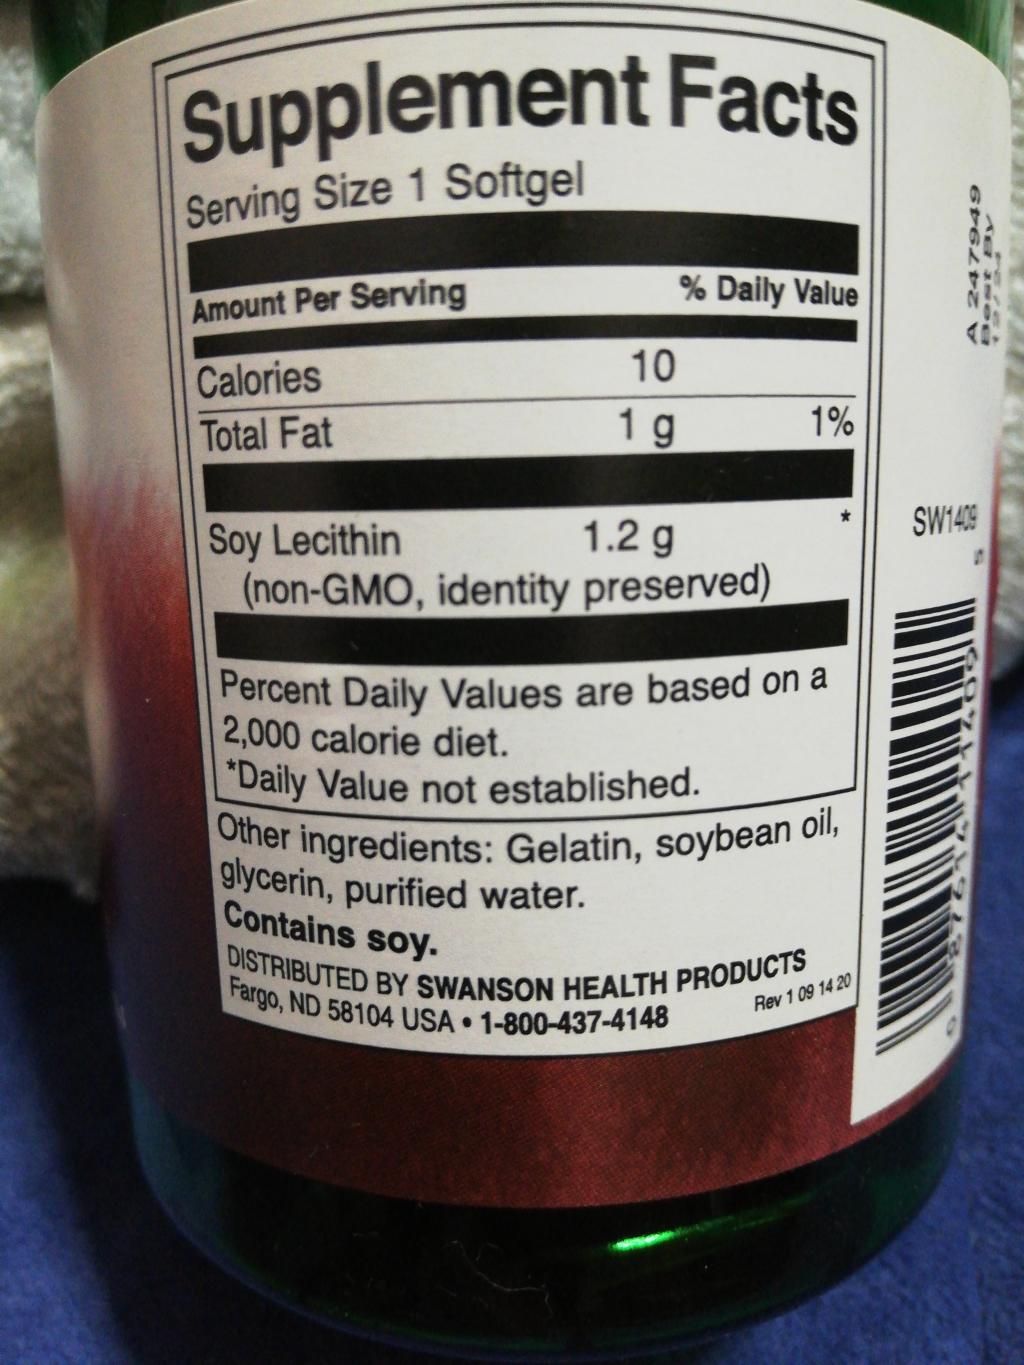 Supplement Facts
Serving Size 1 Softgel
Amount Per Serving % Daily Value
Calories 10
Total Fat 1 g 1%
Soy Lecithin 1.2 g *
(non-GMO, identity preserved)
Percent Daily Values are based on a
2,000 calorie diet.
*Daily Value not established.
Other ingredients: Gelatin, soybean oil,
glycerin, purified water.
Contains soy.
DISTRIBUTED BY SWANSON HEALTH PRODUCTS
Fargo, ND 58104 USA • 1-800-437-4148
Rev 1 09 14 20
A 247949
Best By
SW1409